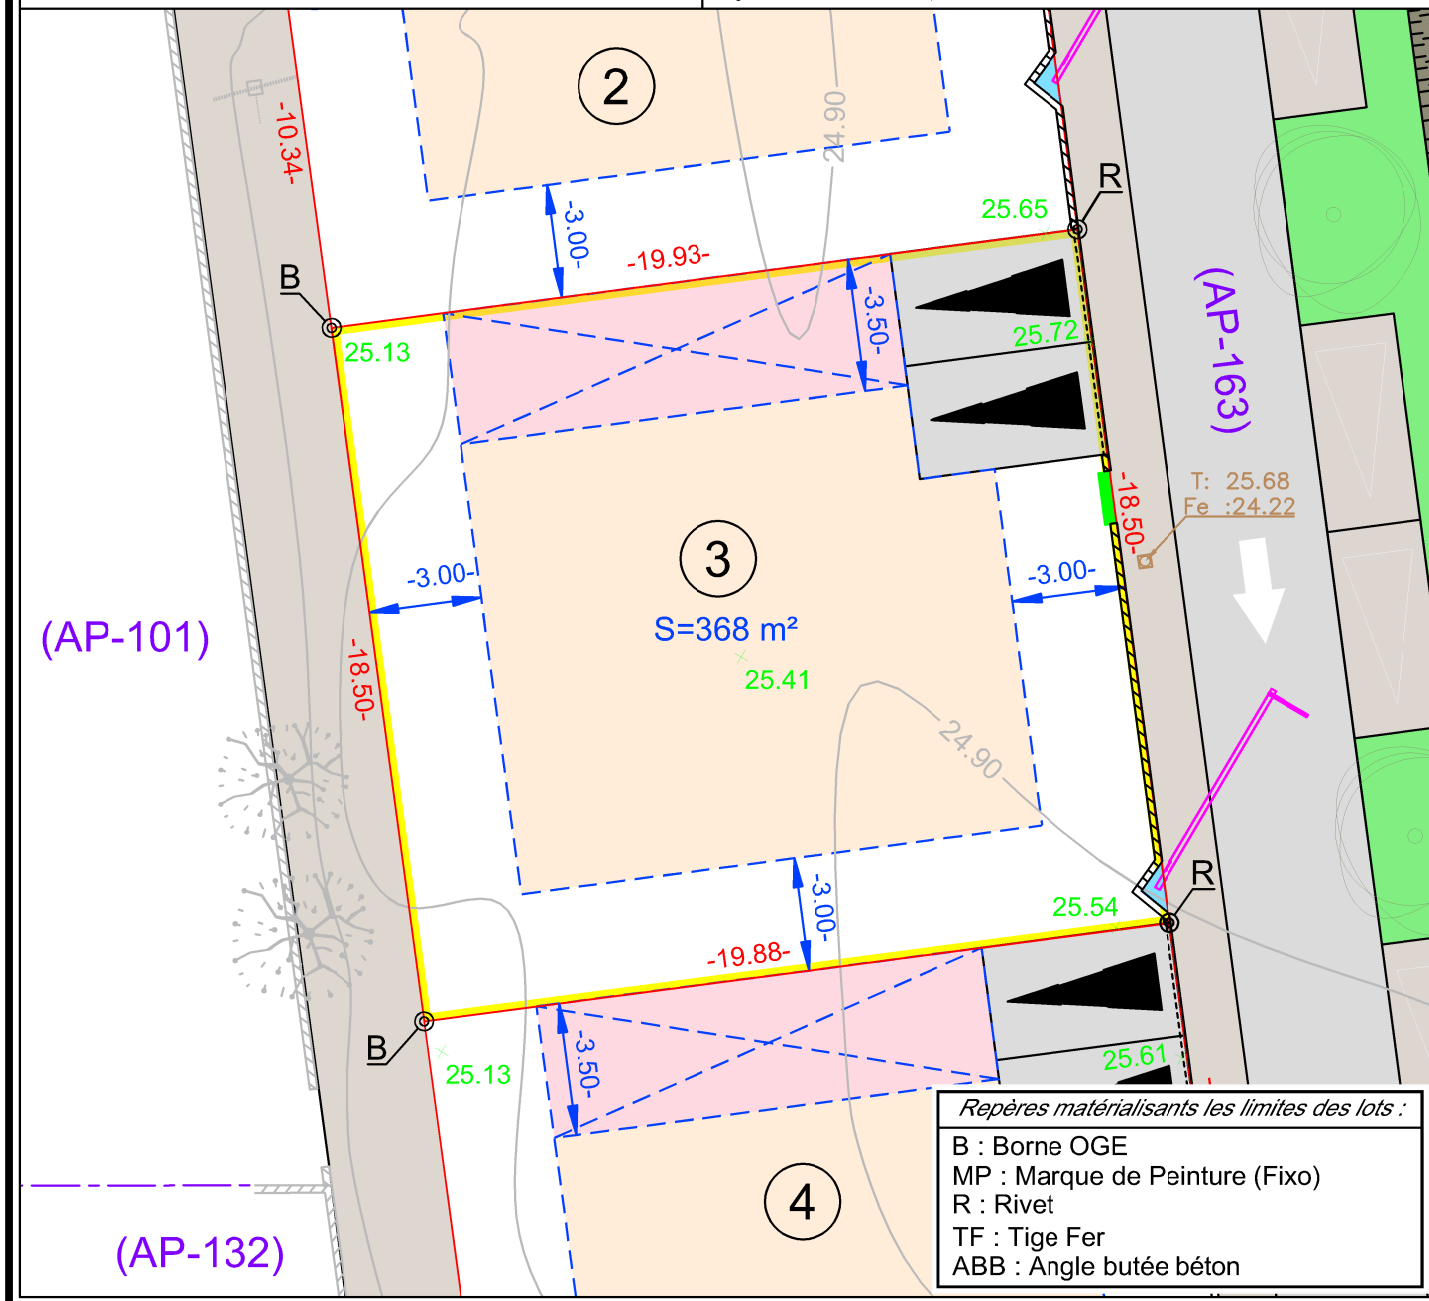 2
24.90
-10.34-
R
-3.00-
25.65
-19.93-
B
(AP-163)
-3.50-
25.72
25.13
-18.50-
T: 25.68
Fe :24.22
3
-3.00-
-3.00-
S=368 m²
(AP-101)
-18.50-
25.41
24.90
R
-3.00-
25.54
-19.88-
B
-3.50-
25.61
25.13
4
(AP-132)
Repères matérialisants les limites des lots :
B : Borne OGE
MP : Marque de Peinture (Fixo)
R : Rivet
TF : Tige Fer
ABB : Angle butée béton